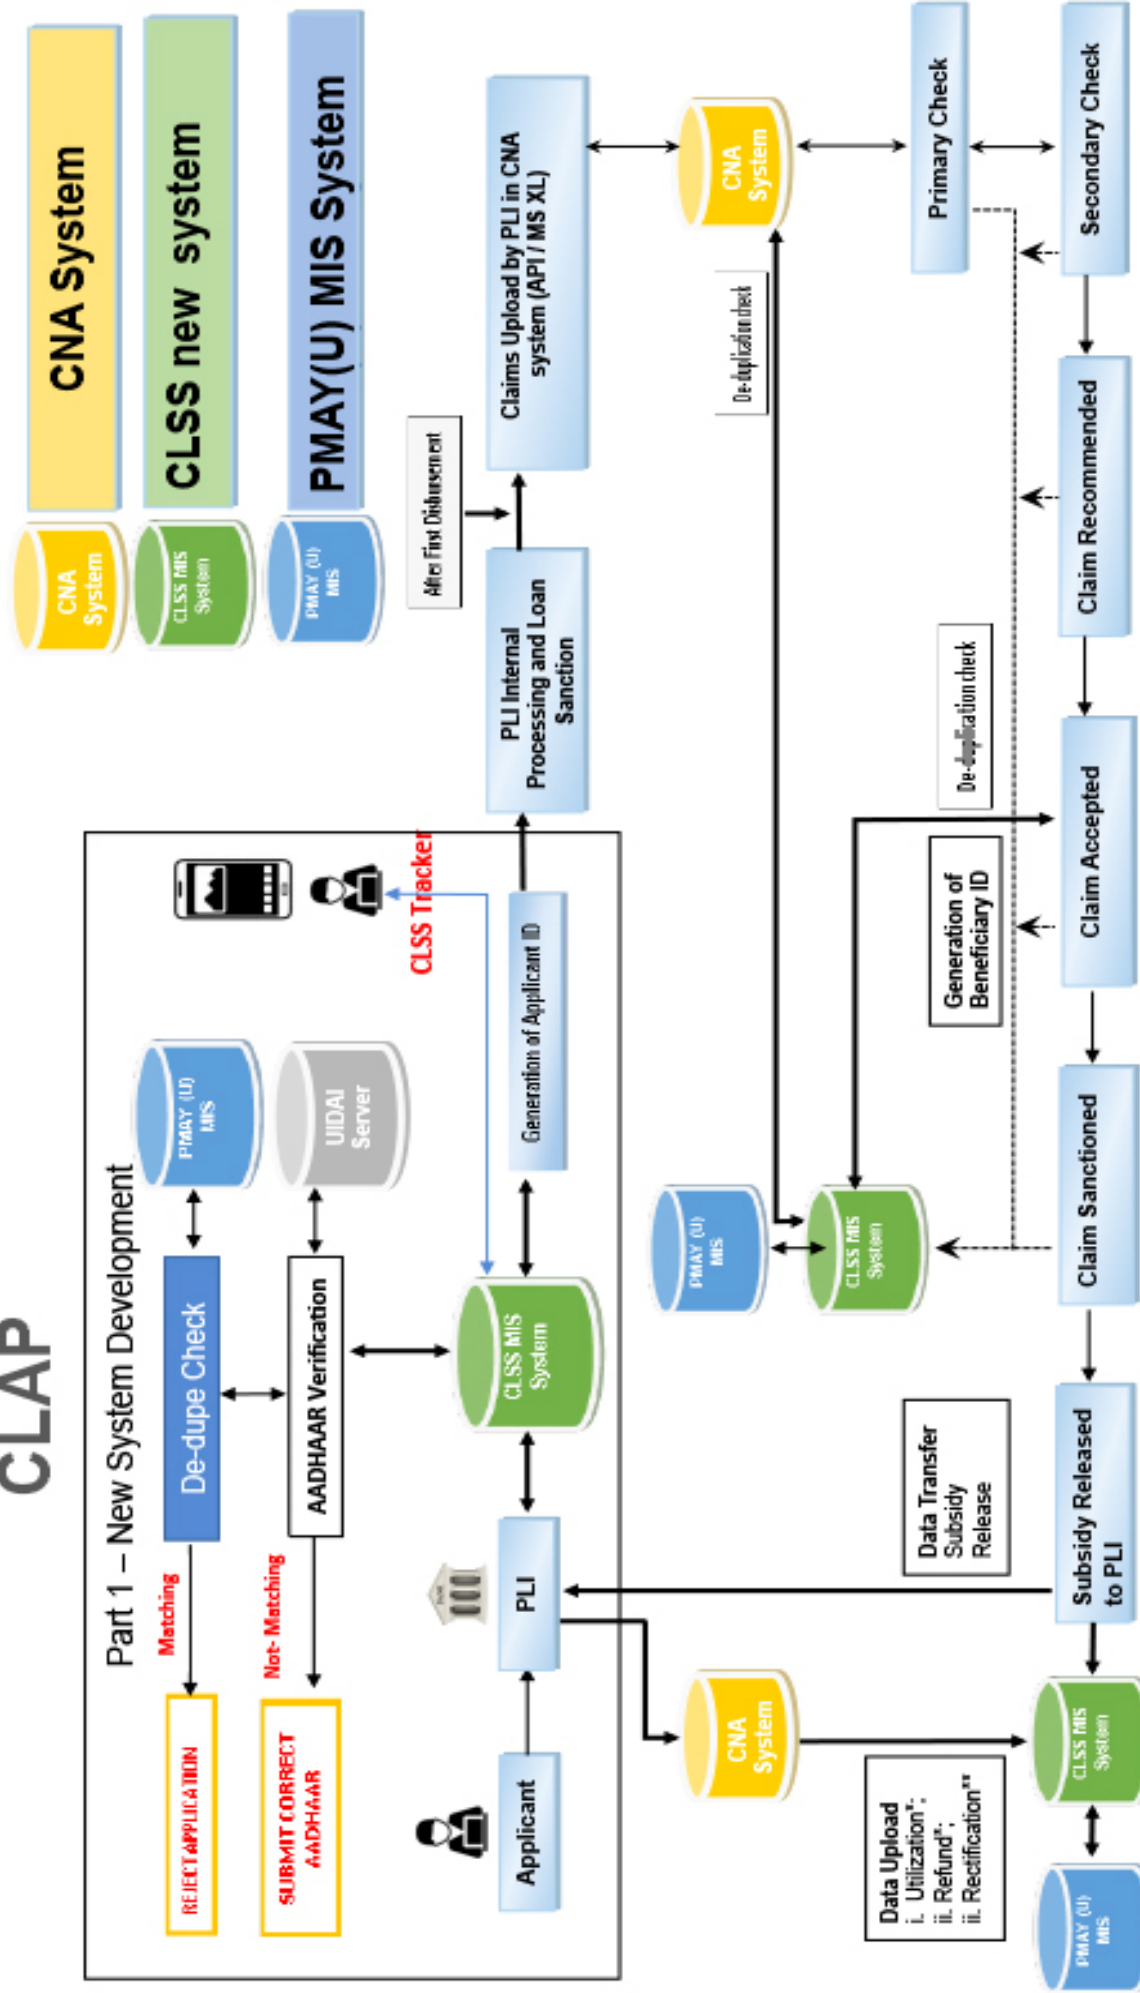 CLAP
CNA
System
CNA System
CLSS MIS
System
CLSS new system
PMAY (U)
MIS
PMAY(U) MIS System
Part 1 – New System Development
REJECT APPLICATION
Matching
De-dupe Check
PMAY (U)
MIS
SUBMIT CORRECT
AADHAAR
Not- Matching
AADHAAR Verification
UIDAI
Server
CLSS Tracker
Applicant
PLI
CLSS MIS
System
Generation of Applicant ID
PLI Internal
Processing and Loan
Sanction
After First Disbursement
Claims Upload by PLI in CNA
system (API / MS XL)
CNA
System
PMAY (U)
MIS
CLSS MIS
System
De-duplication check
CNA
System
Data Upload
i. Utilization*;
ii. Refund*;
ii. Rectification**
Data Transfer
Subsidy
Release
Generation of
Beneficiary ID
De-duplication check
Primary Check
PMAY (U)
MIS
CLSS MIS
System
Subsidy Released
to PLI
Claim Sanctioned
Claim Accepted
Claim Recommended
Secondary Check